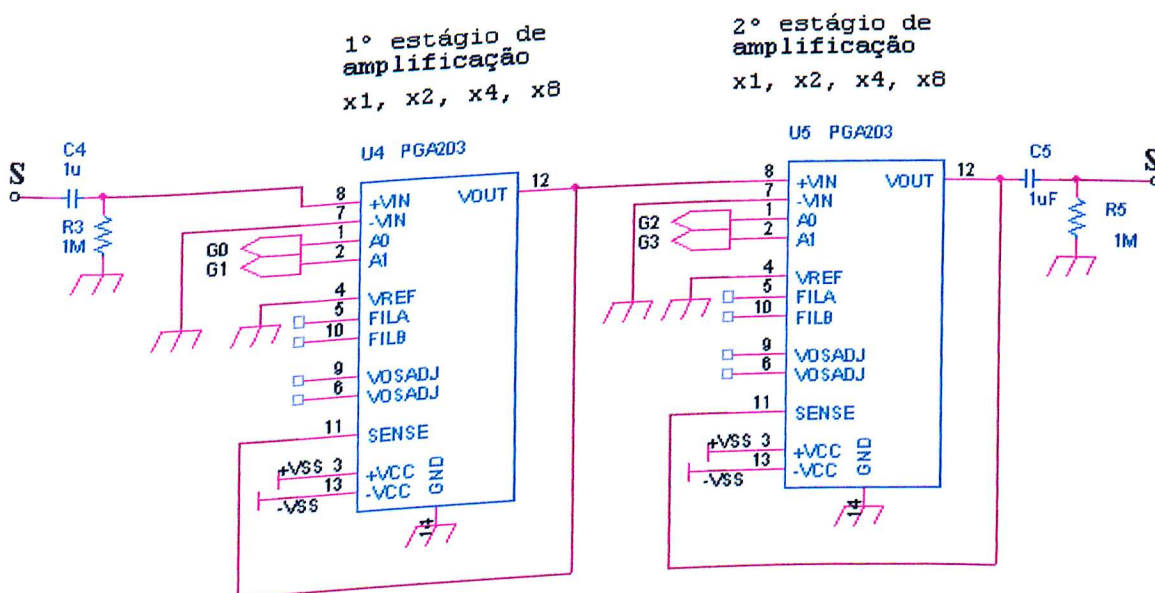 1° estágio de
amplificação
x1, x2, x4, x8
2° estágio de
amplificação
x1, x2, x4, x8
S
C4
1u
R3
1M
U4 PGA203
8 +VIN
7 -VIN
1 A0
2 A1
G0
G1
4 VREF
5 FILA
10 FILB
9 VOSADJ
6 VOSADJ
11 SENSE
+VSS 3 +VCC
13 -VCC
-VSS
GND
14
VOUT 12
U5 PGA203
8 +VIN
7 -VIN
1 A0
2 A1
G2
G3
4 VREF
5 FILA
10 FILB
9 VOSADJ
6 VOSADJ
11 SENSE
+VSS 3 +VCC
13 -VCC
-VSS
GND
14
VOUT 12
C5
1uF
R5
1M
S